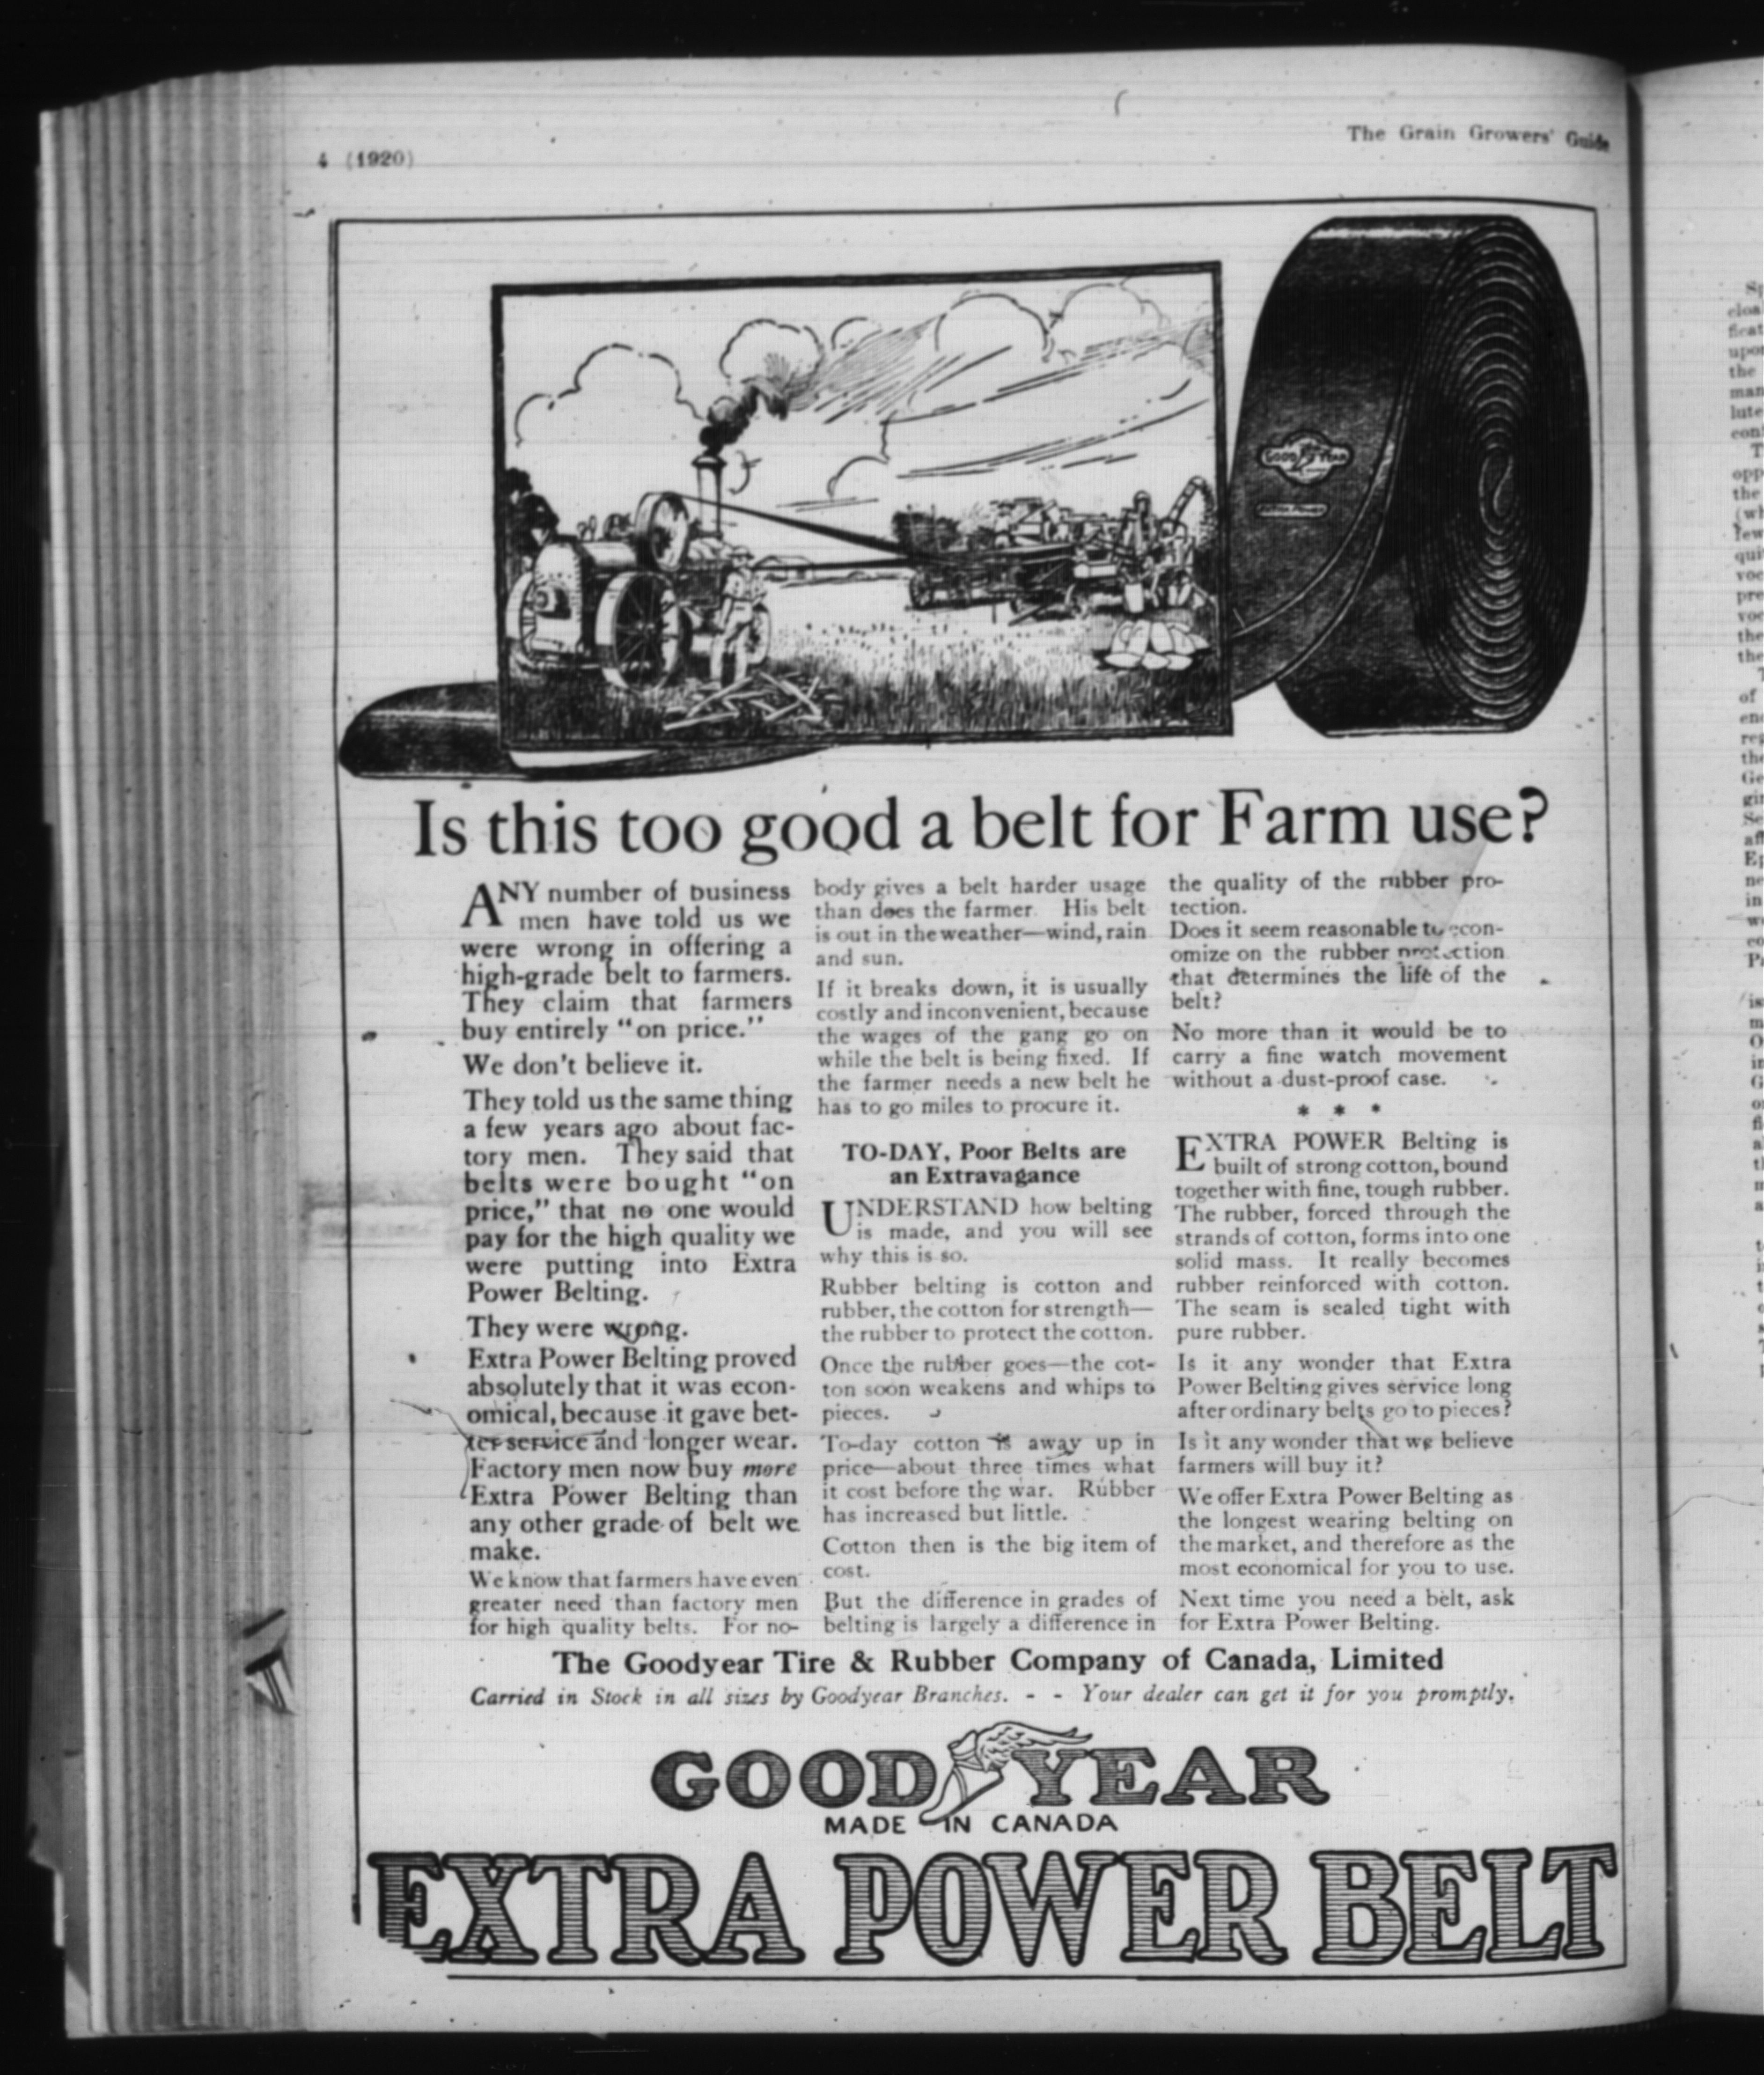 4 (1920)
The Grain Growers' Guide
GOOD YEAR
Is this too good a belt for Farm use?
ANY number of business
men have told us we
were wrong in offering a
high-grade belt to farmers.
They claim that farmers
buy entirely "on price."
We don't believe it.
They told us the same thing
a few years ago about fac-
tory men. They said that
belts were bought "on
price," that no one would
pay for the high quality we
were putting into Extra
Power Belting.
They were wrong.
Extra Power Belting proved
absolutely that it was econ-
omical, because it gave bet-
ter service and longer wear.
Factory men now buy more
Extra Power Belting than
any other grade of belt we
make.
We know that farmers have even
greater need than factory men
for high quality belts. For no-
body gives a belt harder usage
than does the farmer. His belt
is out in the weather—wind, rain
and sun.
If it breaks down, it is usually
costly and inconvenient, because
the wages of the gang go on
while the belt is being fixed. If
the farmer needs a new belt he
has to go miles to procure it.
TO-DAY, Poor Belts are
an Extravagance
UNDERSTAND how belting
is made, and you will see
why this is so.
Rubber belting is cotton and
rubber, the cotton for strength—
the rubber to protect the cotton.
Once the rubber goes—the cot-
ton soon weakens and whips to
pieces.
To-day cotton is away up in
price—about three times what
it cost before the war. Rubber
has increased but little.
Cotton then is the big item of
cost.
But the difference in grades of
belting is largely a difference in
the quality of the rubber pro-
tection.
Does it seem reasonable to econ-
omize on the rubber protection
that determines the life of the
belt?
No more than it would be to
carry a fine watch movement
without a dust-proof case.
* * *
EXTRA POWER Belting is
built of strong cotton, bound
together with fine, tough rubber.
The rubber, forced through the
strands of cotton, forms into one
solid mass. It really becomes
rubber reinforced with cotton.
The seam is sealed tight with
pure rubber.
Is it any wonder that Extra
Power Belting gives service long
after ordinary belts go to pieces?
Is it any wonder that we believe
farmers will buy it?
We offer Extra Power Belting as
the longest wearing belting on
the market, and therefore as the
most economical for you to use.
Next time you need a belt, ask
for Extra Power Belting.
The Goodyear Tire & Rubber Company of Canada, Limited
Carried in Stock in all sizes by Goodyear Branches. - - Your dealer can get it for you promptly.
GOOD YEAR
MADE IN CANADA
EXTRA POWER BELT